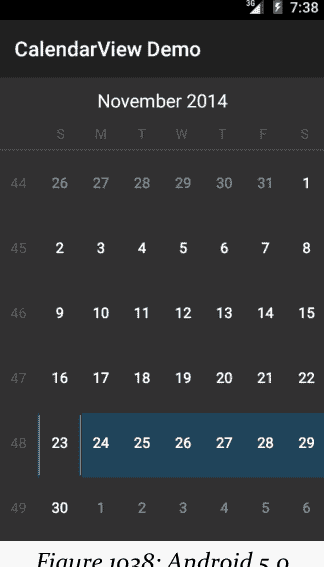 3G 7:38
CalendarView Demo
November 2014
S M T W T F S
44 26 27 28 29 30 31 1
45 2 3 4 5 6 7 8
46 9 10 11 12 13 14 15
47 16 17 18 19 20 21 22
48 23 24 25 26 27 28 29
49 30 1 2 3 4 5 6
Figure 1038: Android 5.0